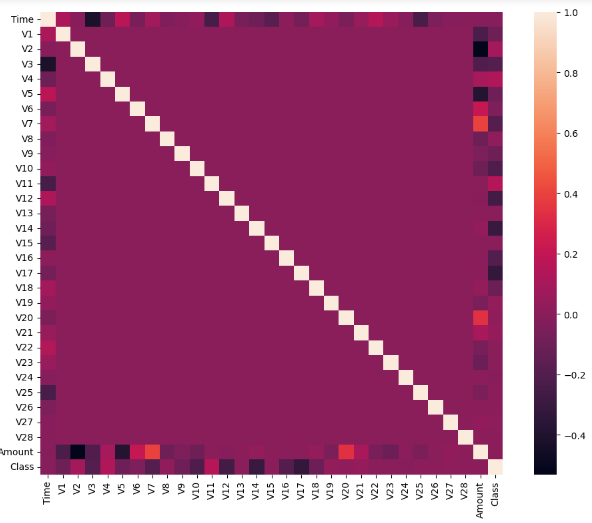 Time
V1
V2
V3
V4
V5
V6
V7
V8
V9
V10
V11
V12
V13
V14
V15
V16
V17
V18
V19
V20
V21
V22
V23
V24
V25
V26
V27
V28
Amount
Class
Time
V1
V2
V3
V4
V5
V6
V7
V8
V9
V10
V11
V12
V13
V14
V15
V16
V17
V18
V19
V20
V21
V22
V23
V24
V25
V26
V27
V28
Amount
Class
1.0
0.8
0.6
0.4
0.2
0.0
−0.2
−0.4